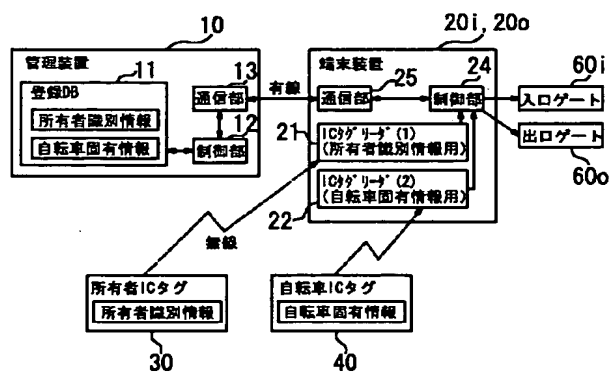 10
管理装置
11
登録DB
所有者識別情報
自転車固有情報
13
通信部
12
制御部
有線
20i, 20o
端末装置
25
通信部
24
制御部
21
ICタグリーダ(1)
(所有者識別情報用)
22
ICタグリーダ(2)
(自転車固有情報用)
60i
入口ゲート
出口ゲート
60o
無線
所有者ICタグ
所有者識別情報
30
自転車ICタグ
自転車固有情報
40